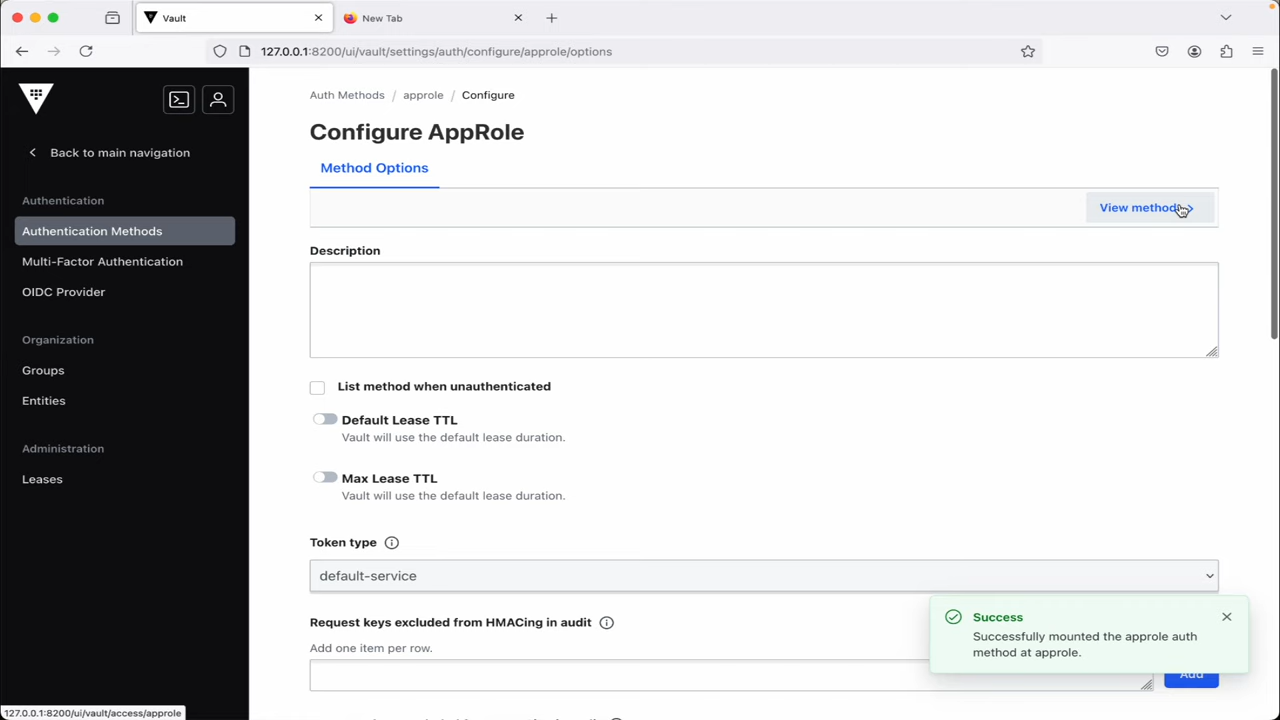 Vault
New Tab
127.0.0.1:8200/ui/vault/settings/auth/configure/approle/options
Back to main navigation
Authentication
Authentication Methods
Multi-Factor Authentication
OIDC Provider
Organization
Groups
Entities
Administration
Leases
Auth Methods / approle / Configure
Configure AppRole
Method Options
View method
Description
List method when unauthenticated
Default Lease TTL
Vault will use the default lease duration.
Max Lease TTL
Vault will use the default lease duration.
Token type
default-service
Request keys excluded from HMACing in audit
Add one item per row.
Add
Success
Successfully mounted the approle auth
method at approle.
127.0.0.1:8200/ui/vault/access/approle